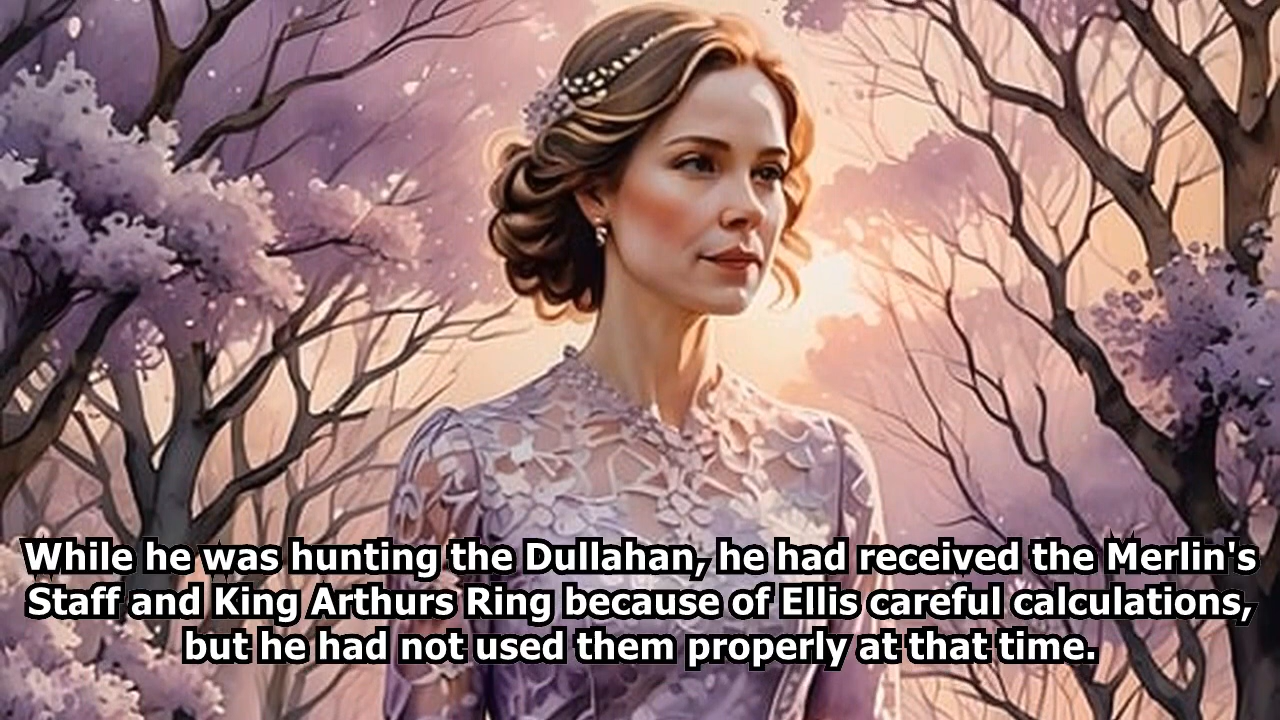 While he was hunting the Dullahan, he had received the Merlin's
Staff and King Arthurs Ring because of Ellis careful calculations,
but he had not used them properly at that time.